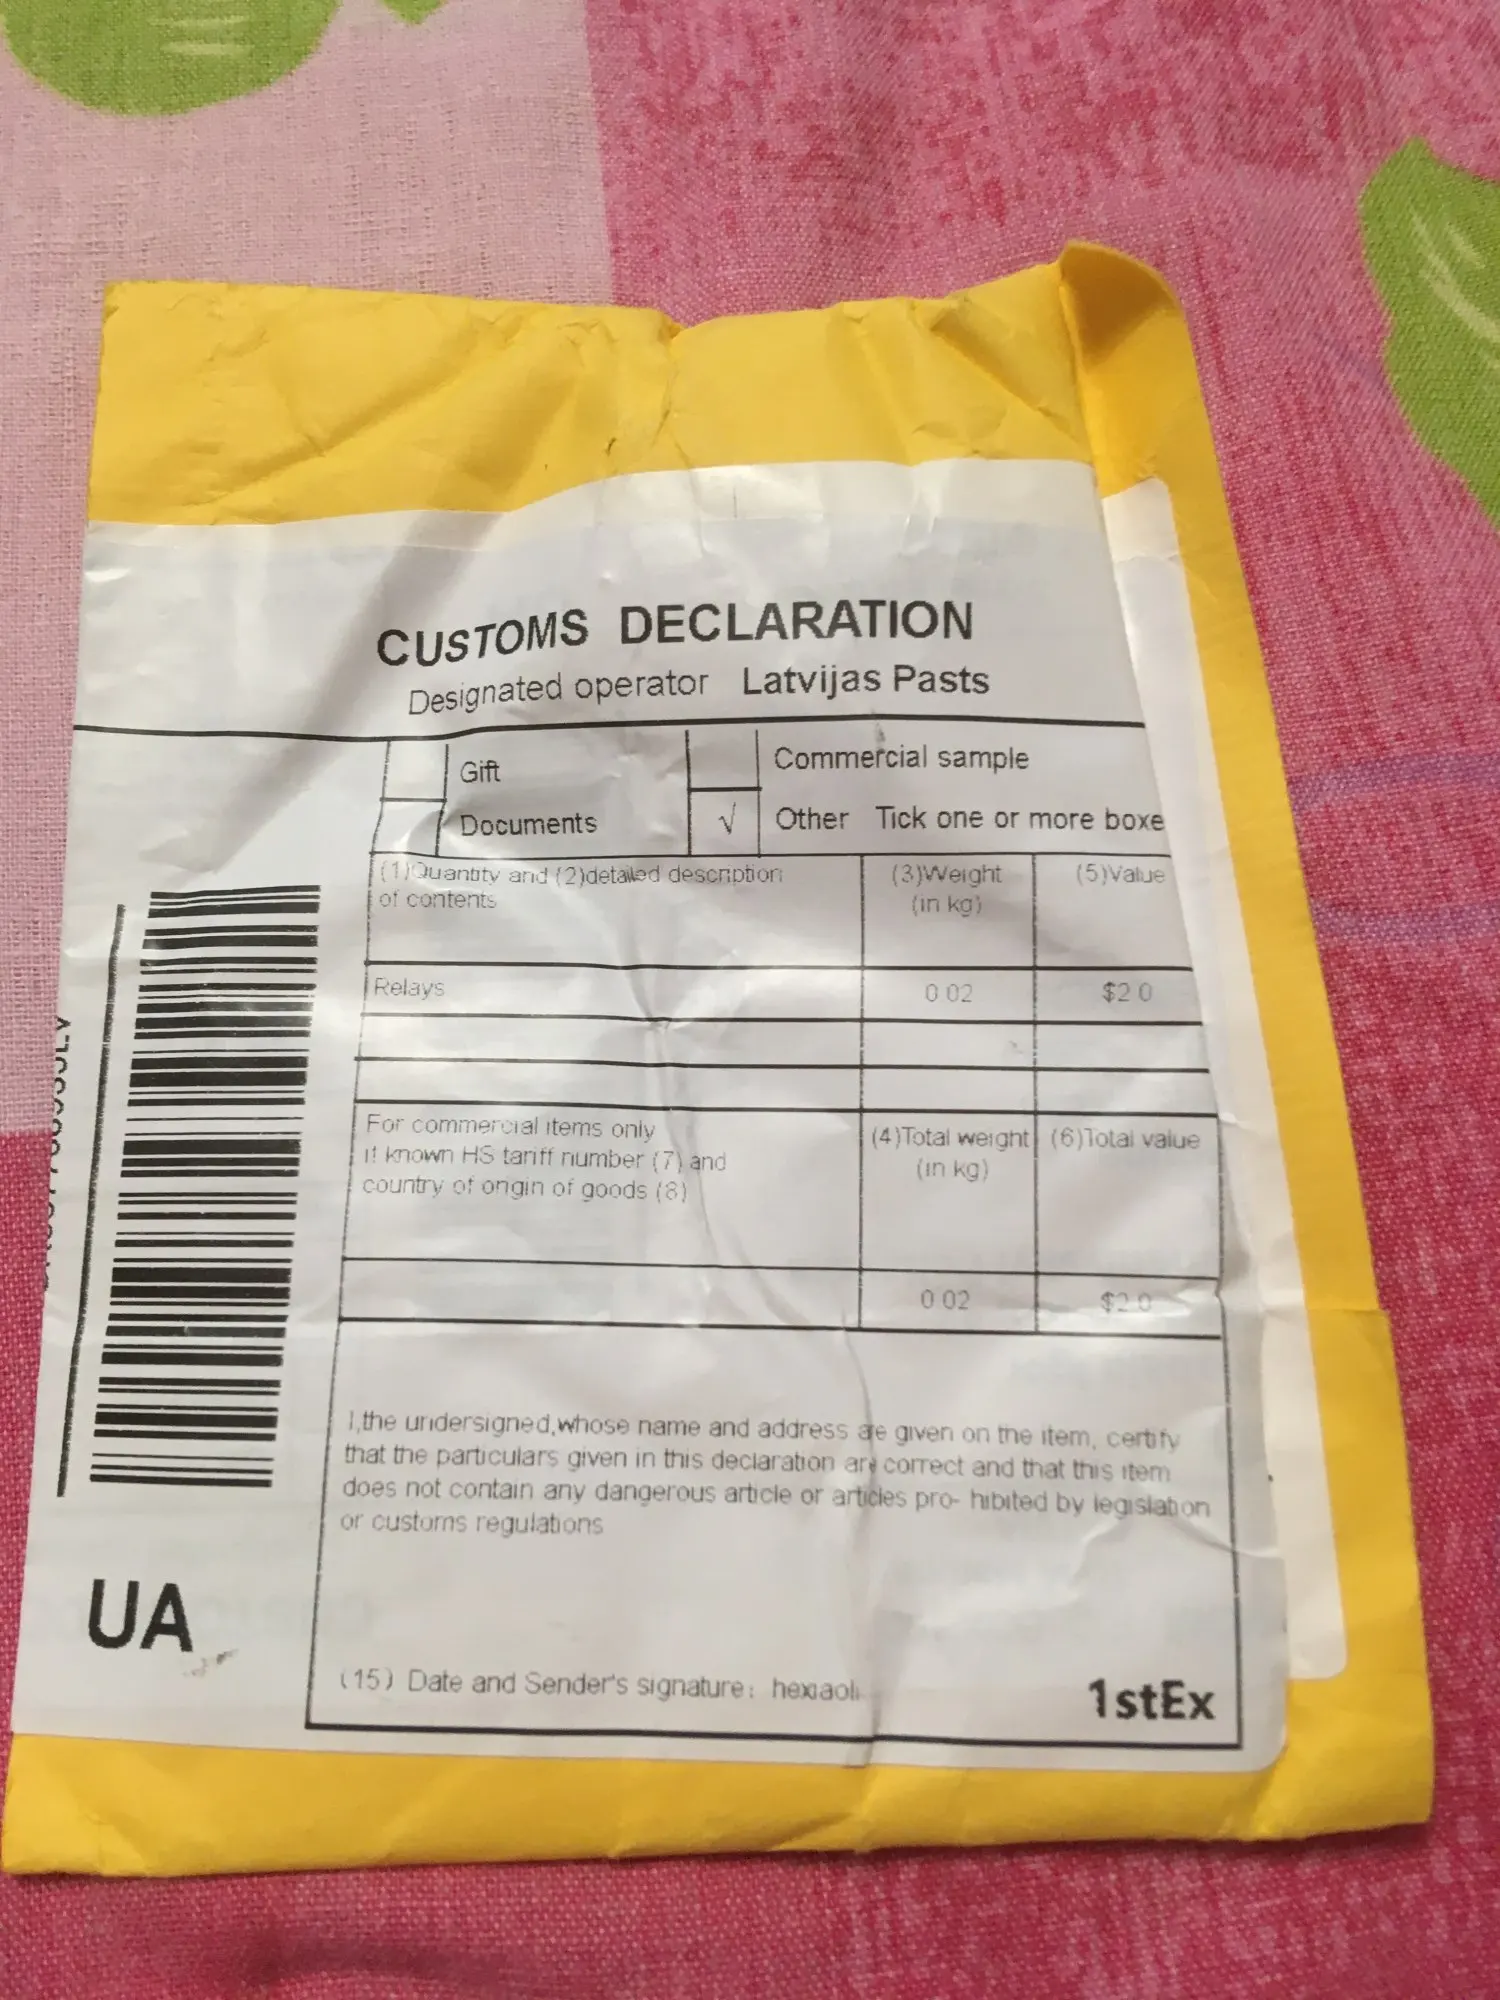 CUSTOMS DECLARATION
Designated operator Latvijas Pasts
Gift
Commercial sample
Documents
√ Other Tick one or more boxe
(1)Quantity and (2)detailed description
of contents
(3)Weight
(in kg)
(5)Value
Relays 0.02 $2.0
For commercial items only
if known HS tariff number (7) and
country of origin of goods (8)
(4)Total weight
(in kg)
(6)Total value
0.02 $2.0
I,the undersigned,whose name and address are given on the item, certify
that the particulars given in this declaration are correct and that this item
does not contain any dangerous article or articles pro- hibited by legislation
or customs regulations
(15) Date and Sender's signature: hexiaoli
1stEx
UA